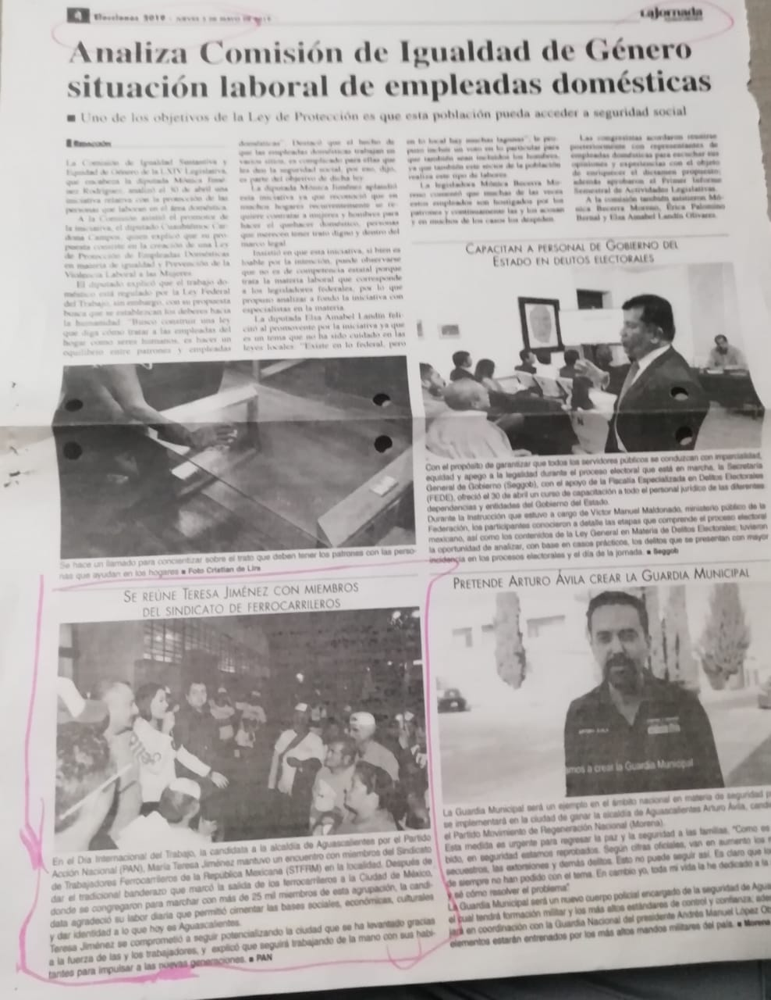 4 Elecciones 2019 - JUEVES 2 DE MAYO DE 2019
La Jornada
Analiza Comisión de Igualdad de Género
situación laboral de empleadas domésticas
■ Uno de los objetivos de la Ley de Protección es que esta población pueda acceder a seguridad social
REDACCIÓN
La Comisión de Igualdad Sustantiva y
Equidad de Género de la LXIV Legislatura,
que encabeza la diputada Mónica Jimé-
nez Rodríguez, analizó el 30 de abril una
iniciativa relativa con la protección de las
personas que laboran en el área doméstica.
A la Comisión asistió el promotor de
la iniciativa, el diputado Cuauhtémoc Car-
dona Campos, quien explicó que su pro-
puesta consiste en la creación de una Ley
de Protección de Empleadas Domésticas
en materia de igualdad y Prevención de la
Violencia Laboral a las Mujeres.
El diputado explicó que el trabajo do-
méstico está regulado por la Ley Federal
del Trabajo, sin embargo, con su propuesta
busca que se establezcan los deberes hacia
la humanidad. "Busco construir una ley
que diga cómo tratar a las empleadas del
hogar como seres humanos, es hacer un
equilibrio entre patrones y empleadas
domésticas". Destacó que el hecho de
que las empleadas domésticas trabajan en
varios sitios, es complicado para ellas que
les den la seguridad social, por eso, dijo,
es parte del objetivo de dicha ley.
La diputada Mónica Jiménez aplaudió
esta iniciativa ya que reconoció que en
muchos hogares recurrentemente se re-
quiere contratar a mujeres y hombres para
hacer el quehacer doméstico, personas
que merecen tener trato digno y dentro del
marco legal.
Insistió en que esta iniciativa, si bien es
loable por la intención, puede observarse
que no es de competencia estatal porque
trata la materia laboral que corresponde
a los legisladores federales, por lo que
propuso analizar a fondo la iniciativa con
especialistas en la materia.
La diputada Elsa Amabel Landín feli-
citó al promovente por la iniciativa ya que
es un tema que no ha sido cuidado en las
leyes locales. "Existe en lo federal, pero
en lo local hay muchas lagunas", le pro-
puso incluir un voto en lo particular para
que también sean incluidos los hombres,
ya que también este sector de la población
realiza este tipo de labores.
La legisladora Mónica Becerra Mo-
reno comentó que muchas de las veces
estos empleados son hostigados por los
patrones y continuamente las y los acosan
y en muchos de los casos los despiden.
Las congresistas acordaron reunirse
posteriormente con representantes de
empleadas domésticas para escuchar sus
opiniones y experiencias con el objeto
de enriquecer el dictamen propuesto;
además aprobaron el Primer Informe
Semestral de Actividades Legislativas.
A la comisión también asistieron Mó-
nica Becerra Moreno, Érica Palomino
Bernal y Elsa Amabel Landín Olivares.
CAPACITAN A PERSONAL DE GOBIERNO DEL
ESTADO EN DELITOS ELECTORALES
Con el propósito de garantizar que todos los servidores públicos se conduzcan con imparcialidad,
equidad y apego a la legalidad durante el proceso electoral que está en marcha, la Secretaría
General de Gobierno (Seggob), con el apoyo de la Fiscalía Especializada en Delitos Electorales
(FEDE), ofreció el 30 de abril un curso de capacitación a todo el personal jurídico de las diferentes
dependencias y entidades del Gobierno del Estado.
Durante la instrucción que estuvo a cargo de Víctor Manuel Maldonado, ministerio público de la
Federación, los participantes conocieron a detalle las etapas que comprende el proceso electoral
mexicano, así como los contenidos de la Ley General en Materia de Delitos Electorales; tuvieron
la oportunidad de analizar, con base en casos prácticos, los delitos que se presentan con mayor
incidencia en los procesos electorales y el día de la jornada. ■ Seggob
Se hace un llamado para concientizar sobre el trato que deben tener los patrones con las perso-
nas que ayudan en los hogares ■ Foto Cristian de Lira
SE REÚNE TERESA JIMÉNEZ CON MIEMBROS
DEL SINDICATO DE FERROCARRILEROS
En el Día Internacional del Trabajo, la candidata a la alcaldía de Aguascalientes por el Partido
Acción Nacional (PAN), María Teresa Jiménez mantuvo un encuentro con miembros del Sindicato
de Trabajadores Ferrocarrileros de la República Mexicana (STFRM) en la localidad. Después de
dar el tradicional banderazo que marcó la salida de los ferrocarrileros a la Ciudad de México,
donde se congregaron para marchar con más de 25 mil miembros de esta agrupación, la candi-
data agradeció su labor diaria que permitió cimentar las bases sociales, económicas, culturales
y dar identidad a lo que hoy es Aguascalientes.
Teresa Jiménez se comprometió a seguir potencializando la ciudad que se ha levantado gracias
a la fuerza de las y los trabajadores, y explicó que seguirá trabajando de la mano con sus habi-
tantes para impulsar a las nuevas generaciones. ■ PAN
PRETENDE ARTURO ÁVILA CREAR LA GUARDIA MUNICIPAL
ARTURO ÁVILA
amos a crear la Guardia Municipal
La Guardia Municipal será un ejemplo en el ámbito nacional en materia de seguridad p
se implementará en la ciudad de ganar la alcaldía de Aguascalientes Arturo Ávila, candi
el Partido Movimiento de Regeneración Nacional (Morena).
Esta medida es urgente para regresar la paz y la seguridad a las familias, "Como es
bido, en seguridad estamos reprobados. Según cifras oficiales, van en aumento los
secuestros, las extorsiones y demás delitos. Esto no puede seguir así. Es claro que los
de siempre no han podido con el tema. En cambio yo, toda mi vida la he dedicado a la
y sé cómo resolver el problema".
La Guardia Municipal será un nuevo cuerpo policial encargado de la seguridad de Agua
el cual tendrá formación militar y los más altos estándares de control y confianza; ade
jará en coordinación con la Guardia Nacional del presidente Andrés Manuel López Ob
elementos estarán entrenados por los más altos mandos militares del país. ■ Morena